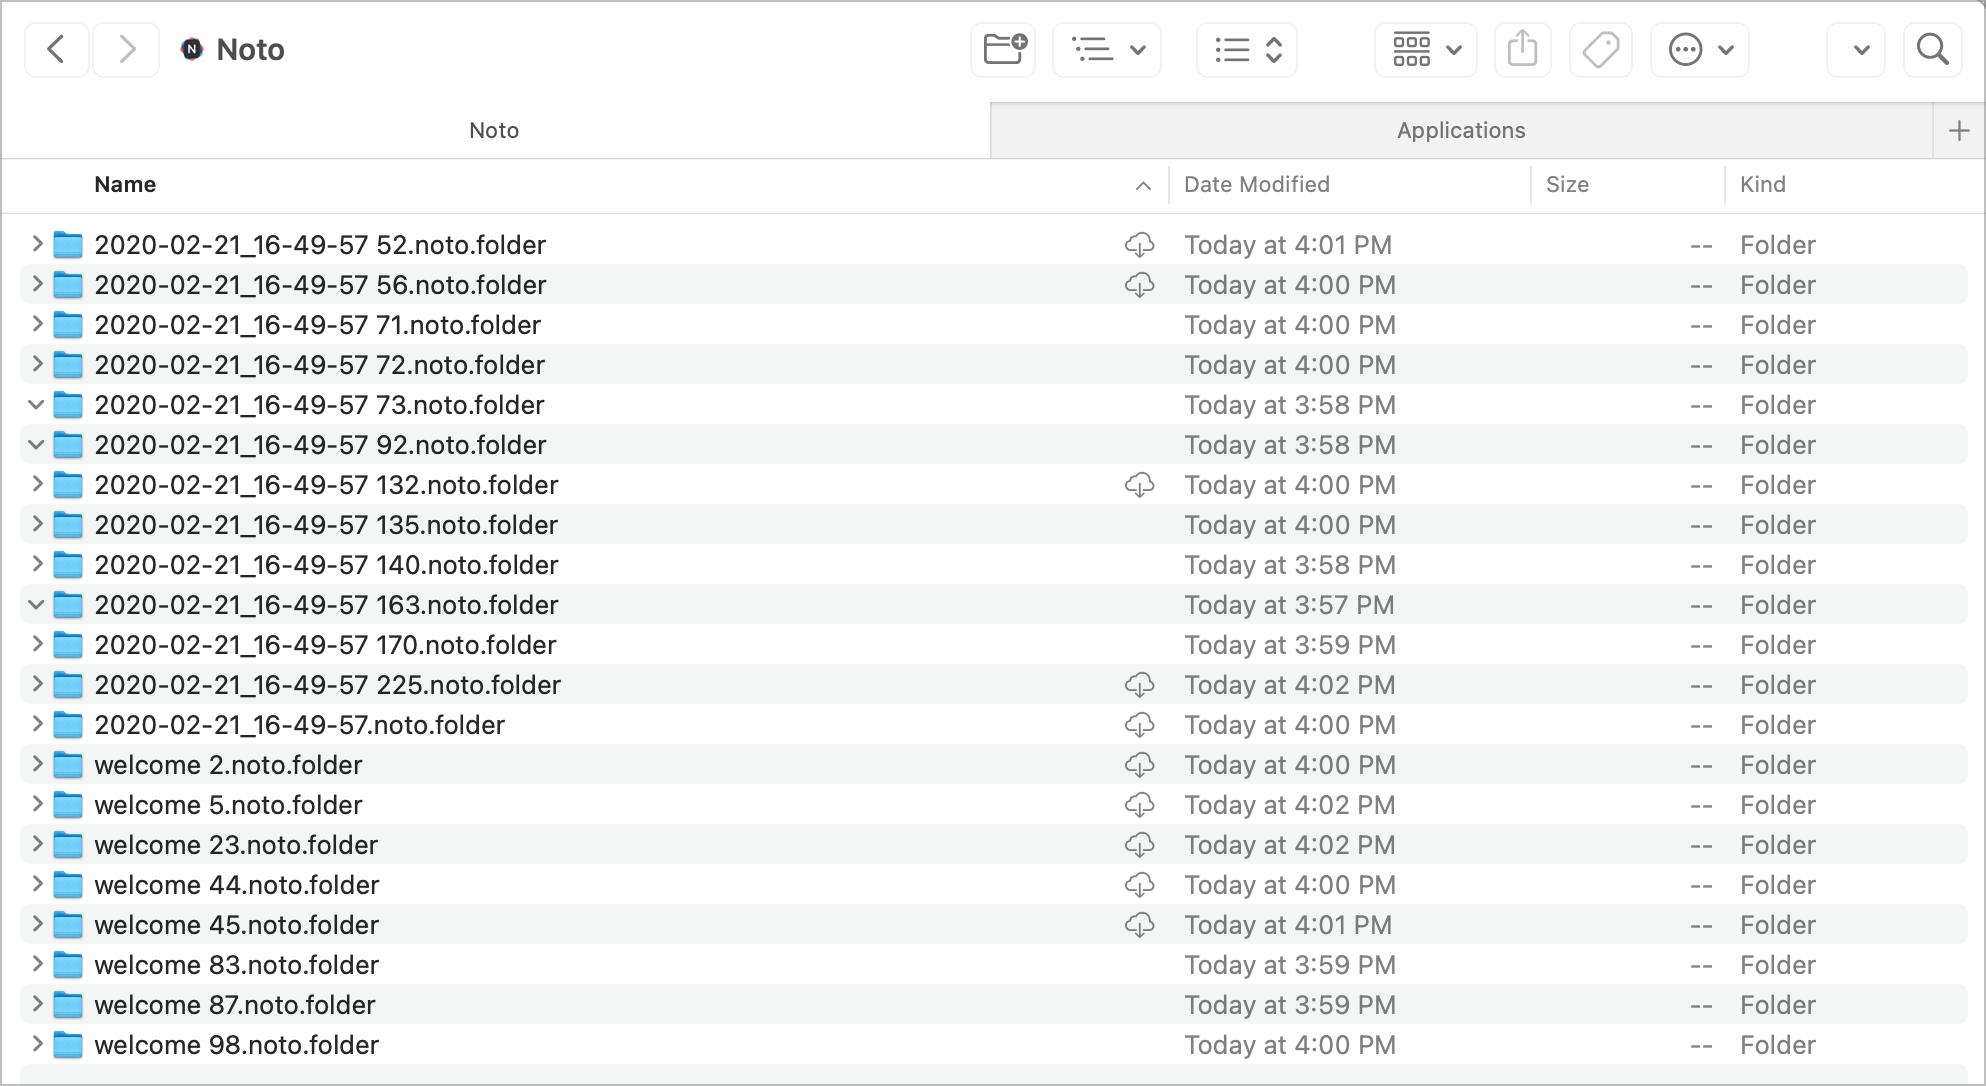 N Noto
Noto Applications
Name Date Modified Size Kind
2020-02-21_16-49-57 52.noto.folder Today at 4:01 PM -- Folder
2020-02-21_16-49-57 56.noto.folder Today at 4:00 PM -- Folder
2020-02-21_16-49-57 71.noto.folder Today at 4:00 PM -- Folder
2020-02-21_16-49-57 72.noto.folder Today at 4:00 PM -- Folder
2020-02-21_16-49-57 73.noto.folder Today at 3:58 PM -- Folder
2020-02-21_16-49-57 92.noto.folder Today at 3:58 PM -- Folder
2020-02-21_16-49-57 132.noto.folder Today at 4:00 PM -- Folder
2020-02-21_16-49-57 135.noto.folder Today at 4:00 PM -- Folder
2020-02-21_16-49-57 140.noto.folder Today at 3:58 PM -- Folder
2020-02-21_16-49-57 163.noto.folder Today at 3:57 PM -- Folder
2020-02-21_16-49-57 170.noto.folder Today at 3:59 PM -- Folder
2020-02-21_16-49-57 225.noto.folder Today at 4:02 PM -- Folder
2020-02-21_16-49-57.noto.folder Today at 4:00 PM -- Folder
welcome 2.noto.folder Today at 4:00 PM -- Folder
welcome 5.noto.folder Today at 4:02 PM -- Folder
welcome 23.noto.folder Today at 4:02 PM -- Folder
welcome 44.noto.folder Today at 4:00 PM -- Folder
welcome 45.noto.folder Today at 4:01 PM -- Folder
welcome 83.noto.folder Today at 3:59 PM -- Folder
welcome 87.noto.folder Today at 3:59 PM -- Folder
welcome 98.noto.folder Today at 4:00 PM -- Folder